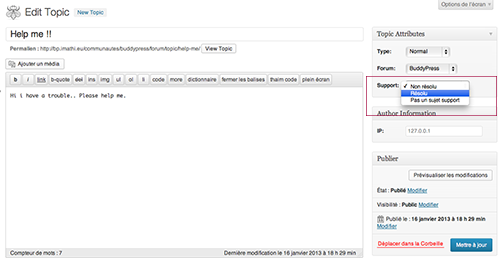 Options de l'écran
Edit Topic New Topic
Help me !!
Permalien : http://bp.imathi.eu/communautes/buddypress/forum/topic/help-me/ View Topic
Ajouter un média
b i link b-quote del ins img ul ol li code more dictionnaire fermer les balises thaim code plein écran
Hi i have a trouble.. Please help me.
Compteur de mots : 7
Dernière modification le 16 janvier 2013 à 18 h 29 min
Topic Attributes
Type: Normal
Forum: BuddyPress
Support: ✓ Non résolu
Résolu
Pas un sujet support
Author Information
IP: 127.0.0.1
Publier
Prévisualiser les modifications
État : Publié Modifier
Visibilité : Public Modifier
Publié le : 16 janvier 2013 à 18 h 29 min
Modifier
Déplacer dans la Corbeille
Mettre à jour